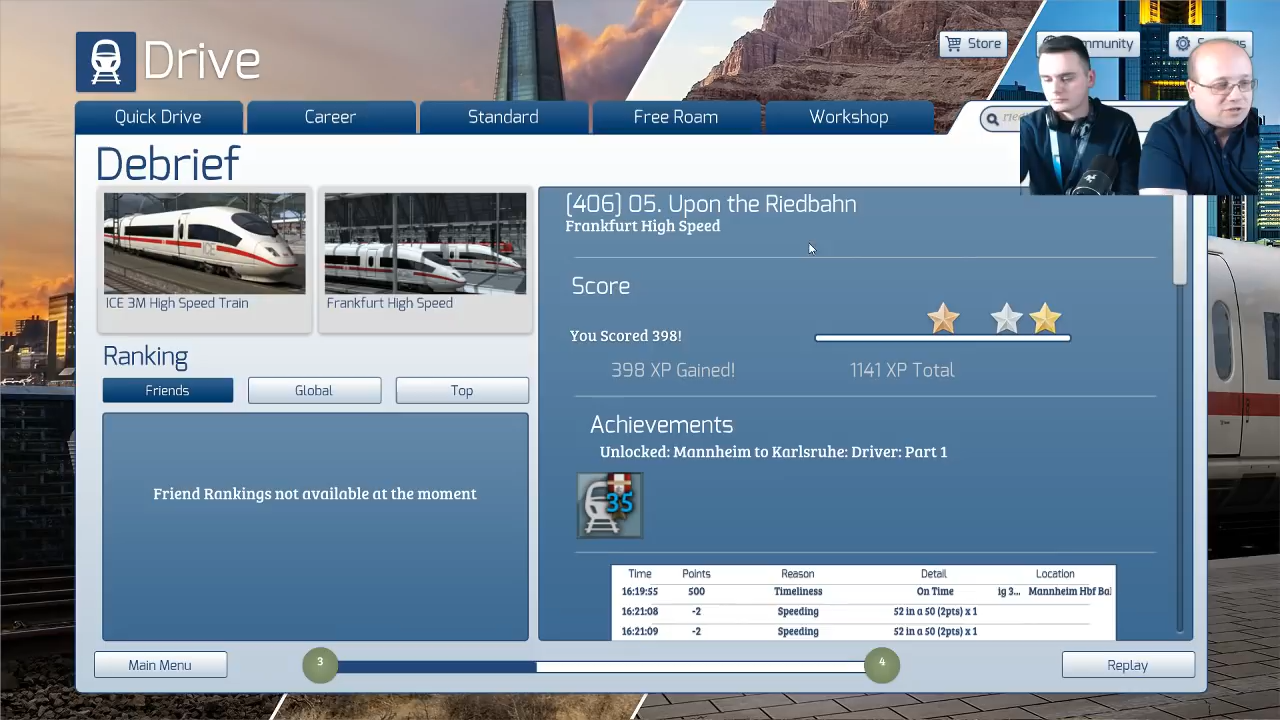 Drive
Store
mmunity
Quick Drive
Career
Standard
Free Roam
Workshop
Debrief
ICE 3M High Speed Train
Frankfurt High Speed
Ranking
Friends
Global
Top
Friend Rankings not available at the moment
[406] 05. Upon the Riedbahn
Frankfurt High Speed
Score
You Scored 398!
398 XP Gained!
1141 XP Total
Achievements
Unlocked: Mannheim to Karlsruhe: Driver: Part 1
35
Time Points Reason Detail Location
16:19:55 500 Timeliness On Time ig 3... Mannheim Hbf Ba
16:21:08 -2 Speeding 52 in a 50 (2pts) x 1
16:21:09 -2 Speeding 52 in a 50 (2pts) x 1
Main Menu
3
4
Replay